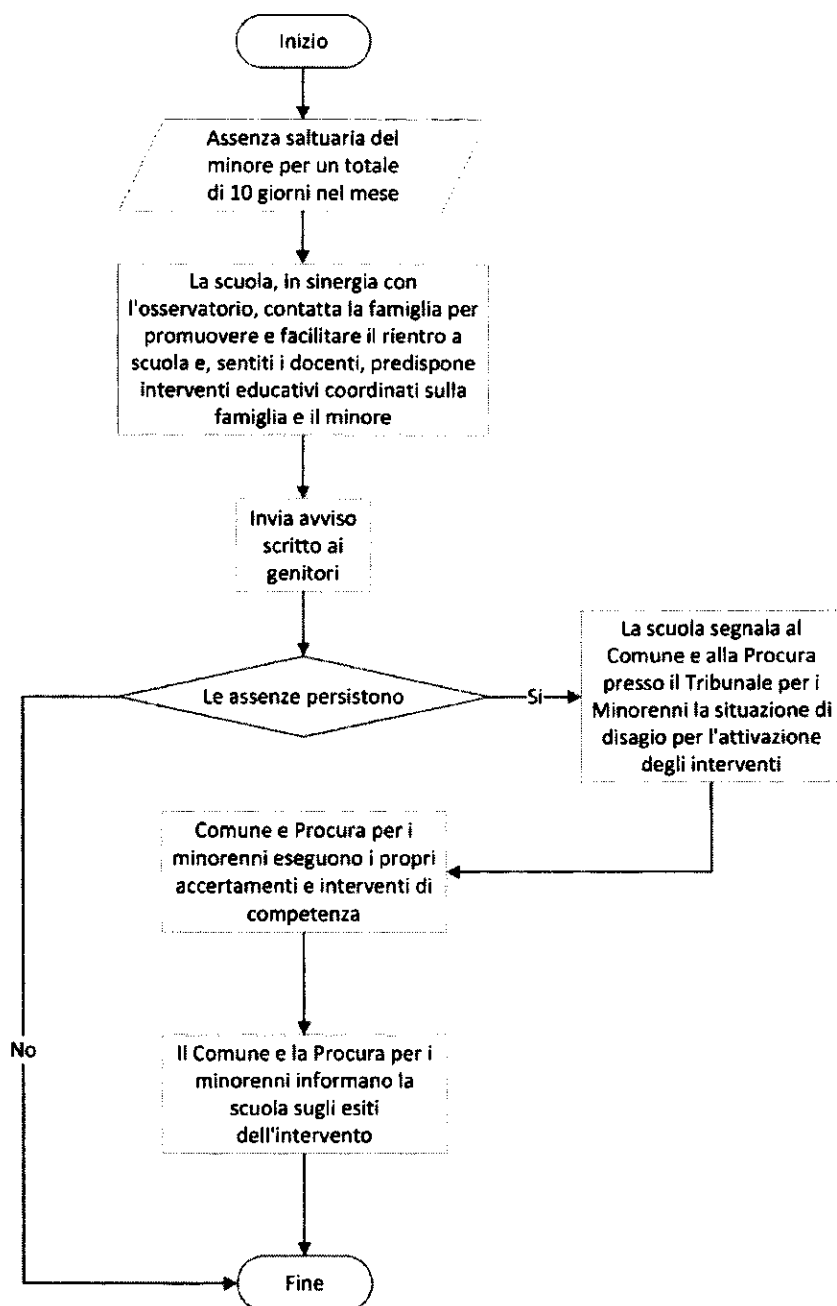 Inizio
Assenza saltuaria del
minore per un totale
di 10 giorni nel mese
La scuola, in sinergia con
l'osservatorio, contatta la famiglia per
promuovere e facilitare il rientro a
scuola e, sentiti i docenti, predispone
interventi educativi coordinati sulla
famiglia e il minore
Invia avviso
scritto ai
genitori
Le assenze persistono
Si
La scuola segnala al
Comune e alla Procura
presso il Tribunale per i
Minorenni la situazione di
disagio per l'attivazione
degli interventi
Comune e Procura per i
minorenni eseguono i propri
accertamenti e interventi di
competenza
No
Il Comune e la Procura per i
minorenni informano la
scuola sugli esiti
dell'intervento
Fine